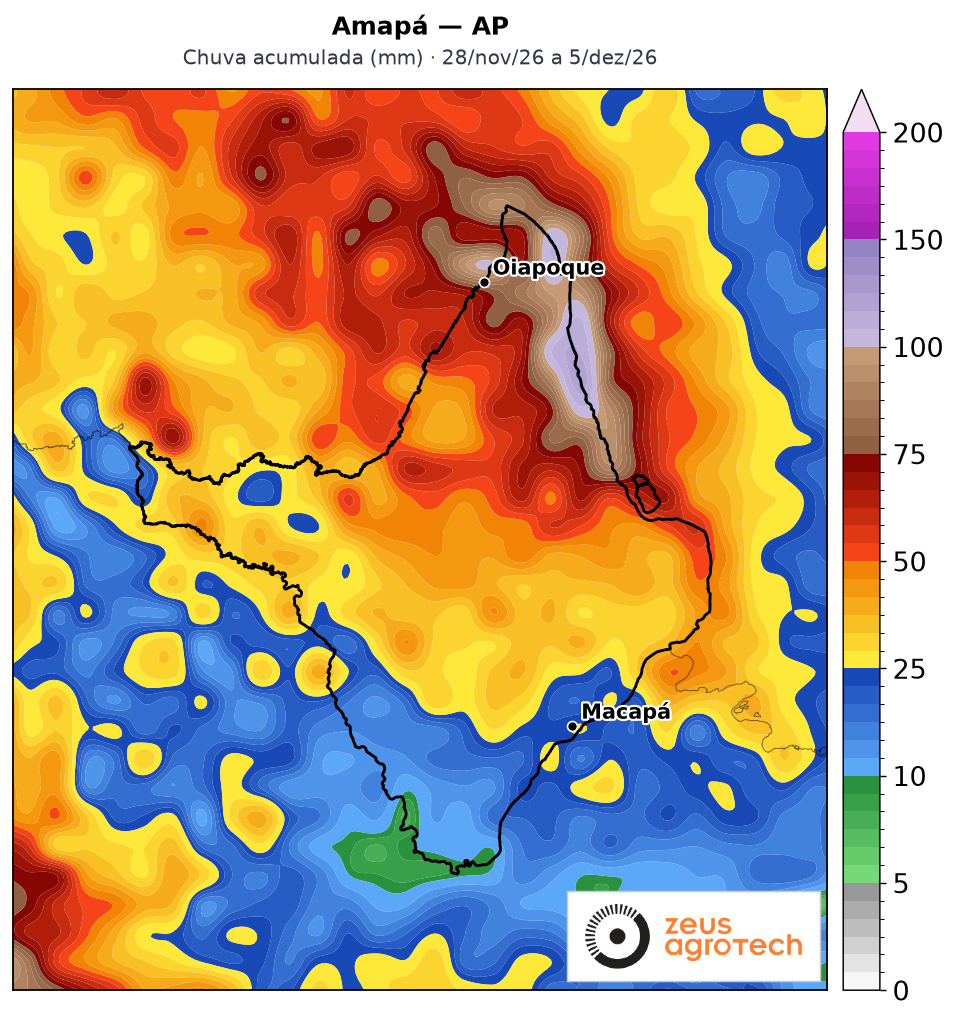 Amapá — AP
Chuva acumulada (mm) · 28/nov/26 a 5/dez/26
200
150
100
75
50
25
10
5
0
Oiapoque
Macapá
zeus
agrotech